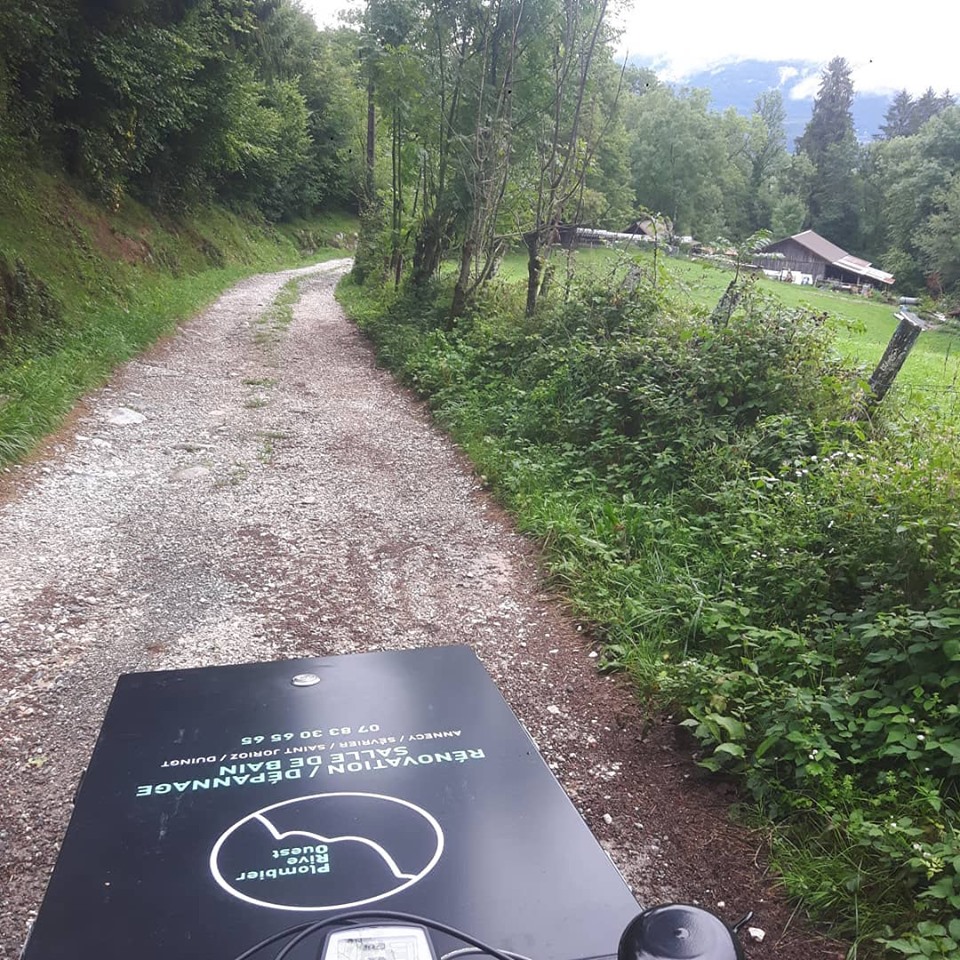 Plombier
Rive
Ouest
RÉNOVATION / DÉPANNAGE
SALLE DE BAIN
ANNECY / SÉVRIER / SAINT JORIOZ / DUINGT
07 83 30 65 65